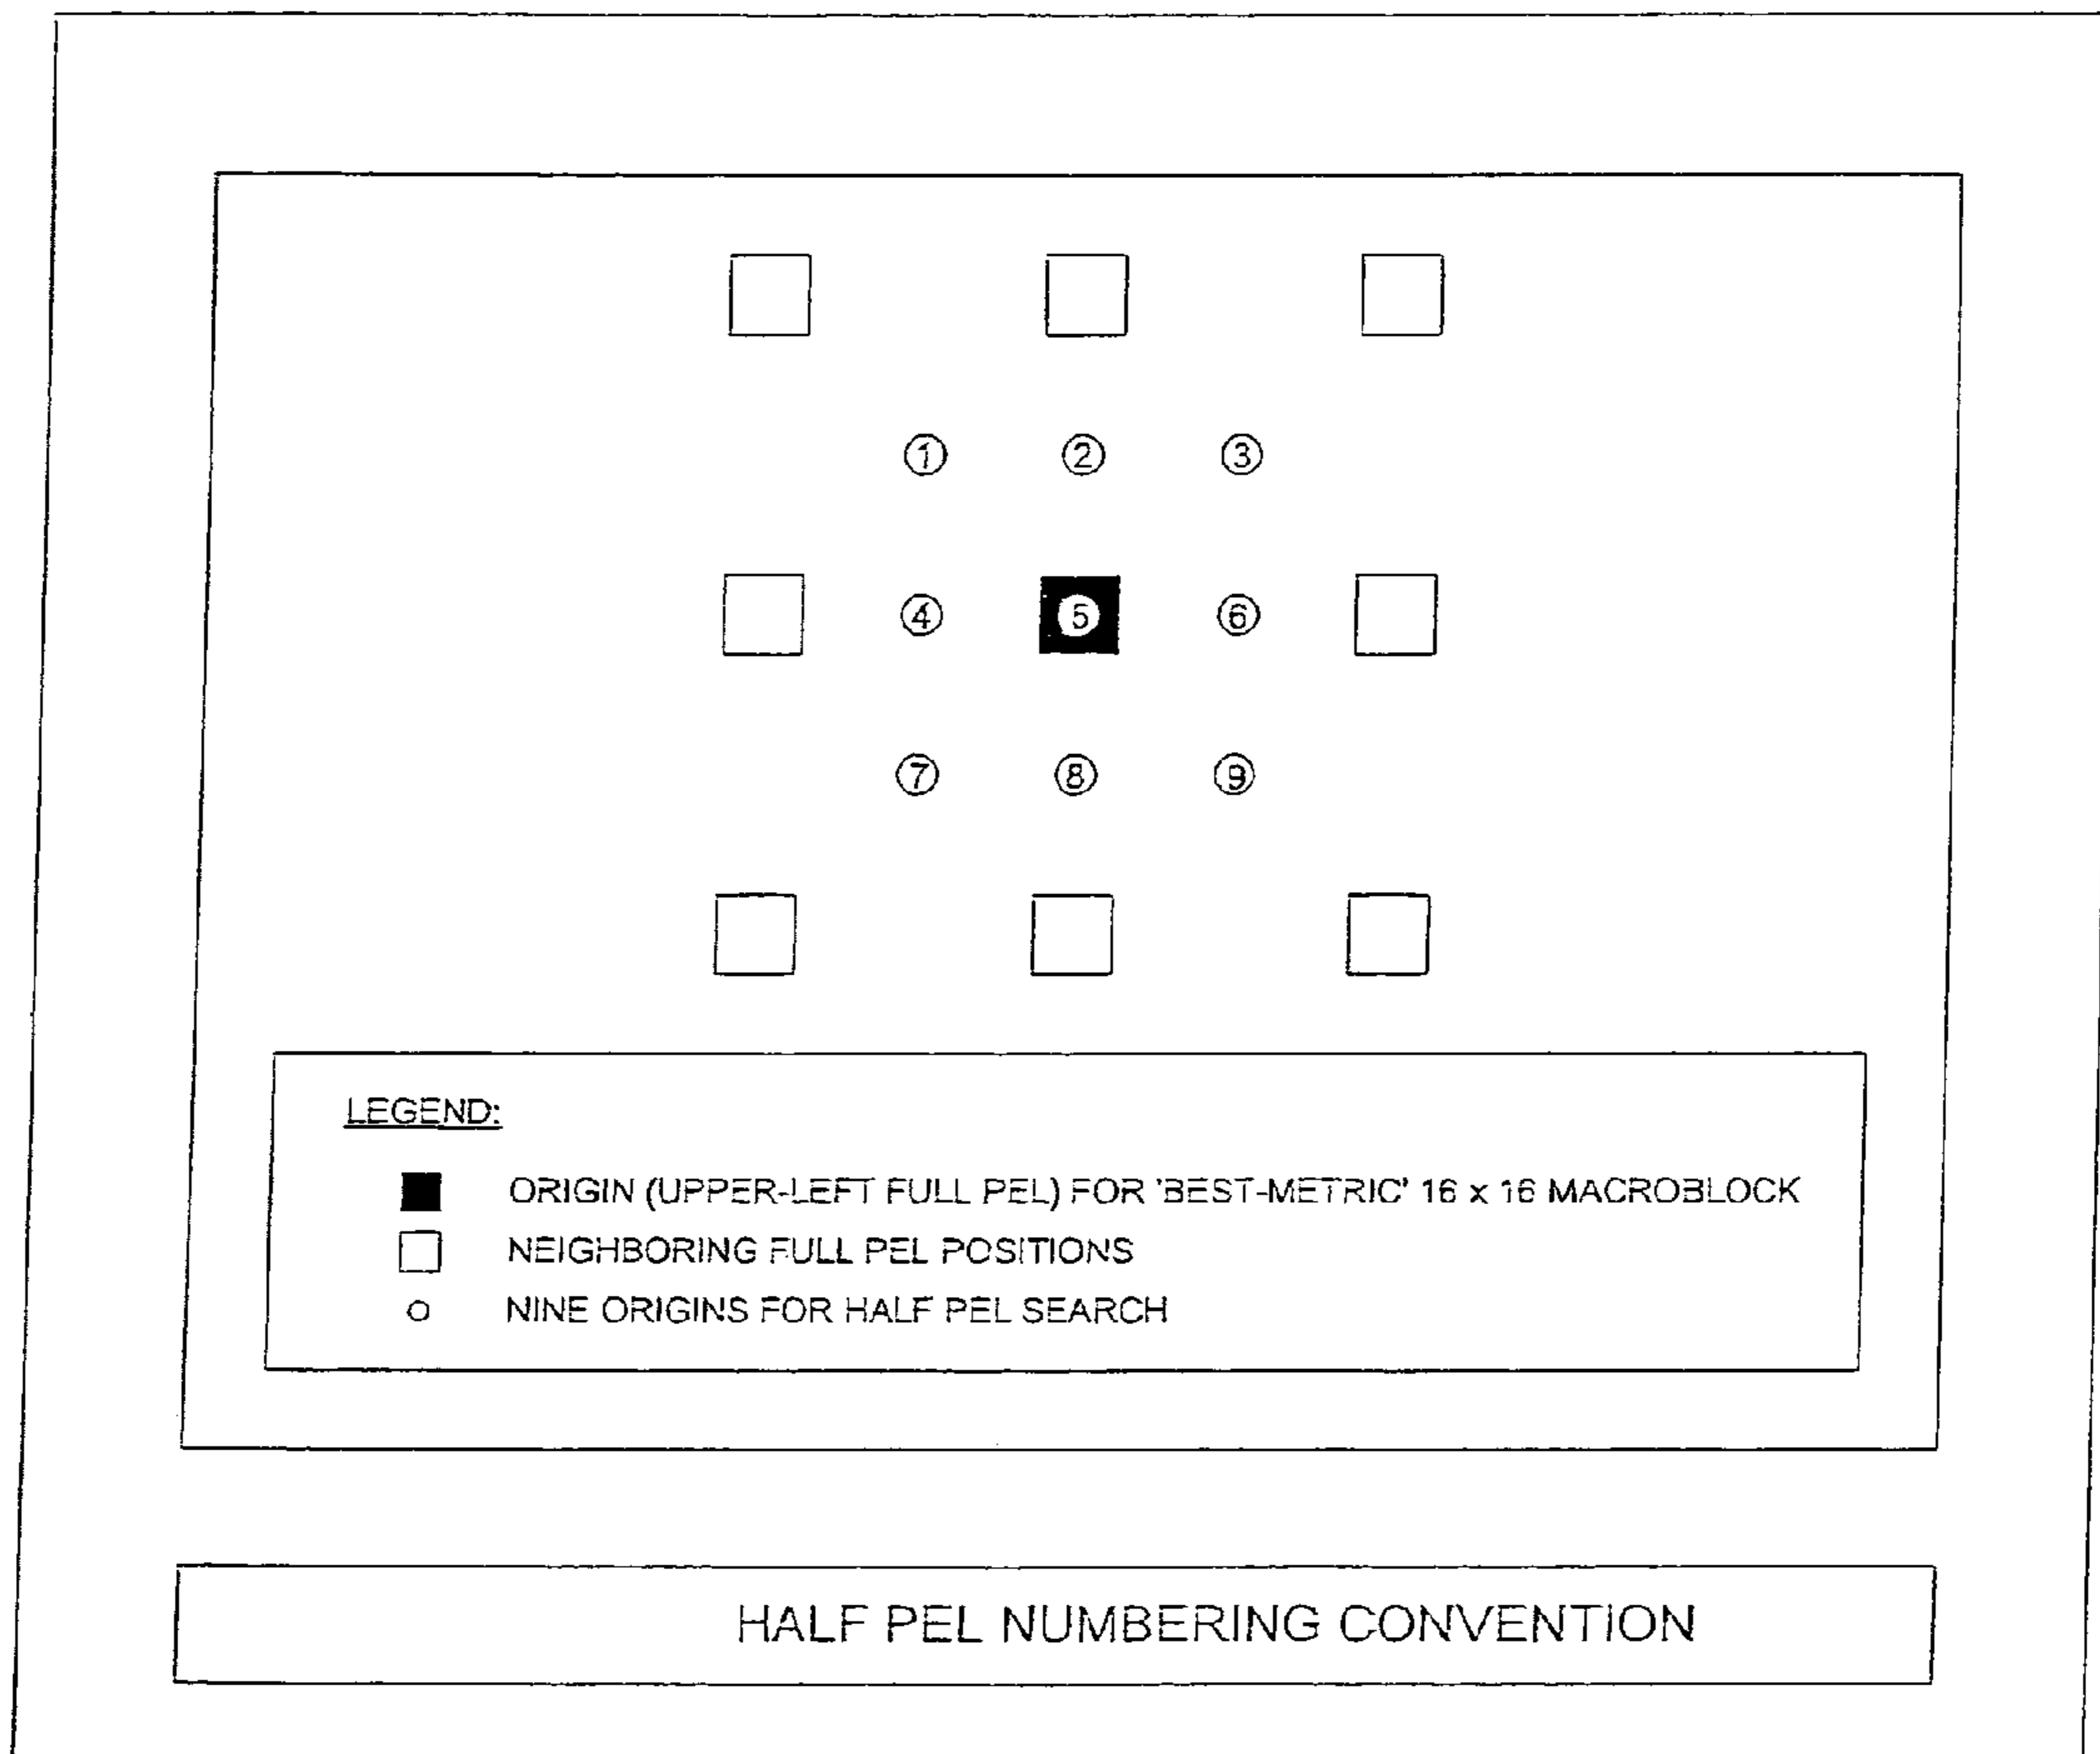 ① ② ③
④ ⑤ ⑥
⑦ ⑧ ⑨
LEGEND:
ORIGIN (UPPER-LEFT FULL PEL) FOR 'BEST-METRIC' 16 x 16 MACROBLOCK
NEIGHBORING FULL PEL POSITIONS
NINE ORIGINS FOR HALF PEL SEARCH
HALF PEL NUMBERING CONVENTION